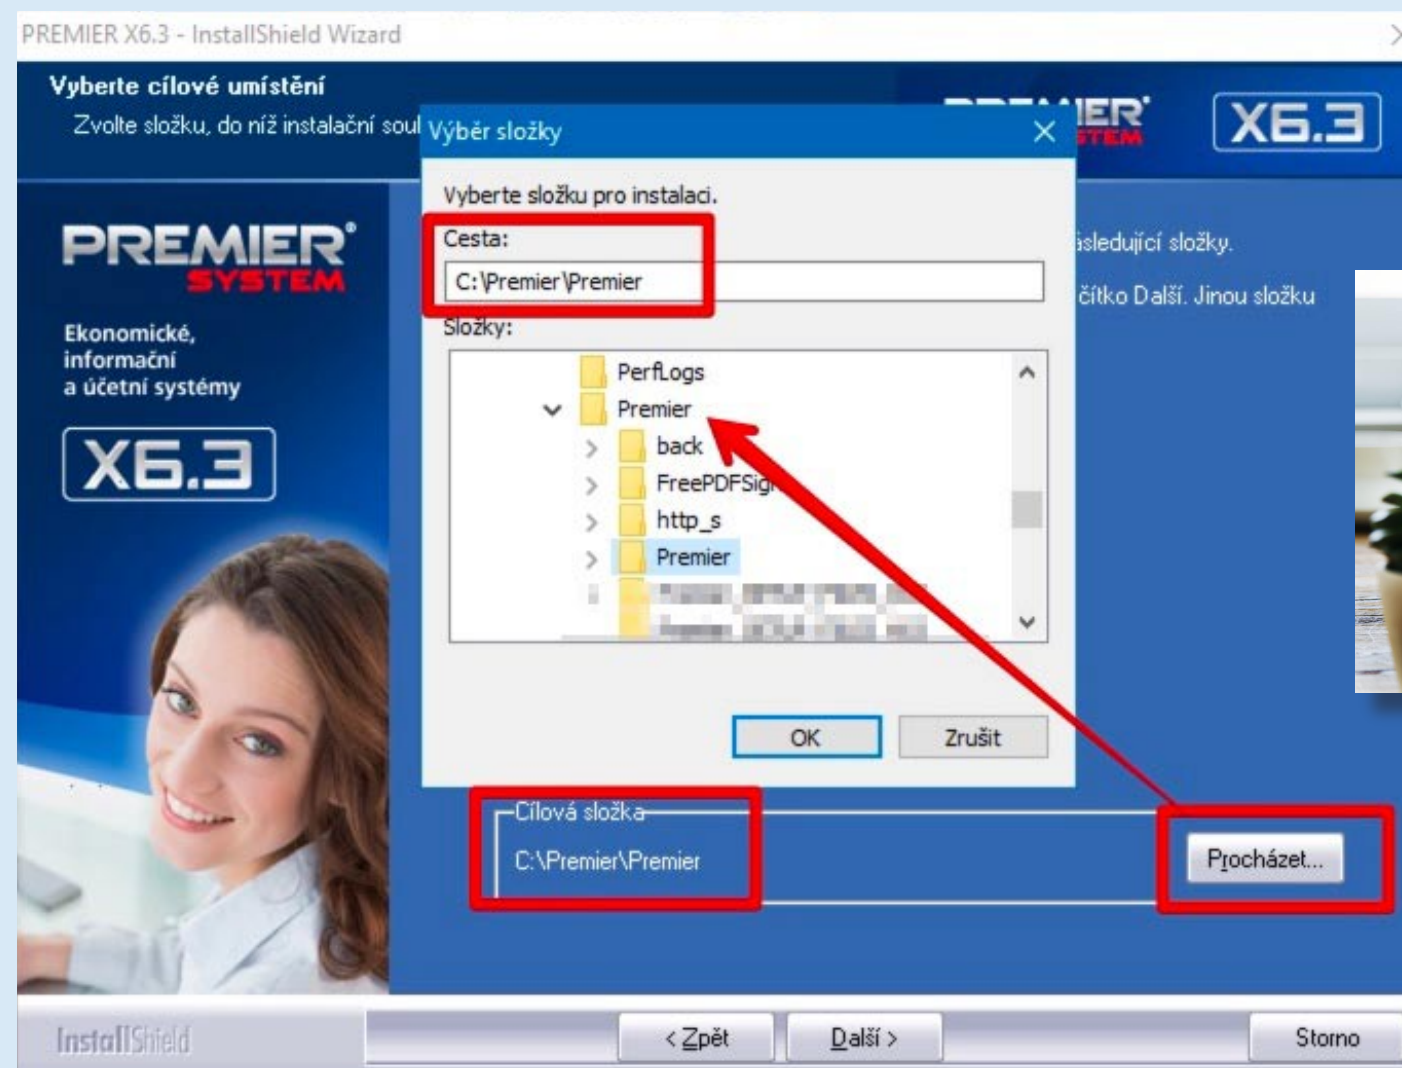 PREMIER X6.3 - InstallShield Wizard
Vyberte cílové umístění
Zvolte složku, do níž instalační soul
X6.3
Výběr složky
Vyberte složku pro instalaci.
Cesta:
C:\Premier\Premier
Složky:
PerfLogs
Premier
back
http_s
Premier
OK
Zrušit
ásledující složky.
čítko Další. Jinou složku
PREMIER®
SYSTEM
Ekonomické,
informační
a účetní systémy
X6.3
Cílová složka
C:\Premier\Premier
Procházet...
InstallShield
< Zpět
Další >
Storno